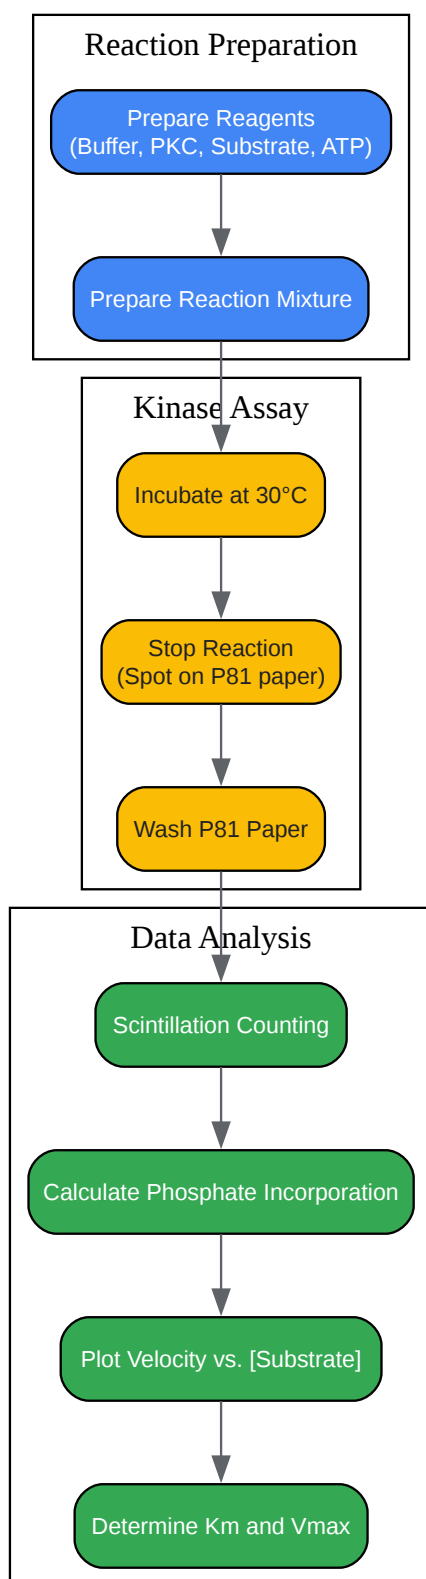 Reaction Preparation
Prepare Reagents
(Buffer, PKC, Substrate, ATP)
Prepare Reaction Mixture
Kinase Assay
Incubate at 30°C
Stop Reaction
(Spot on P81 paper)
Wash P81 Paper
Data Analysis
Scintillation Counting
Calculate Phosphate Incorporation
Plot Velocity vs. [Substrate]
Determine Km and Vmax